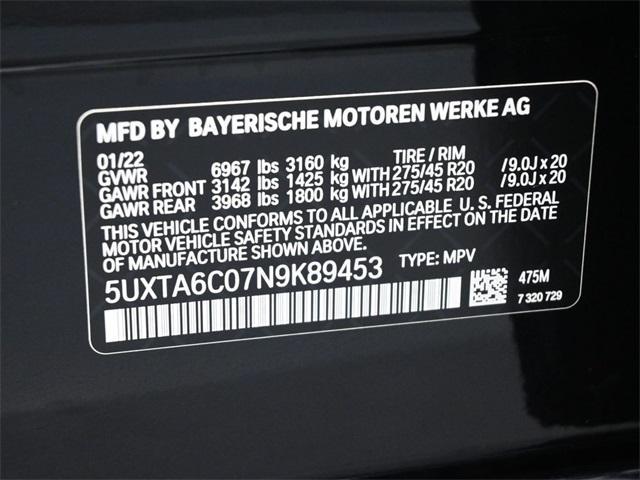 MFD BY BAYERISCHE MOTOREN WERKE AG
01/22 TIRE / RIM
GVWR 6967 lbs 3160 kg
GAWR FRONT 3142 lbs 1425 kg WITH 275/45 R20 /9.0J x 20
GAWR REAR 3968 lbs 1800 kg WITH 275/45 R20 /9.0J x 20
THIS VEHICLE CONFORMS TO ALL APPLICABLE U. S. FEDERAL
MOTOR VEHICLE SAFETY STANDARDS IN EFFECT ON THE DATE
OF MANUFACTURE SHOWN ABOVE.
5UXTA6C07N9K89453 TYPE: MPV
475M
7 320 729